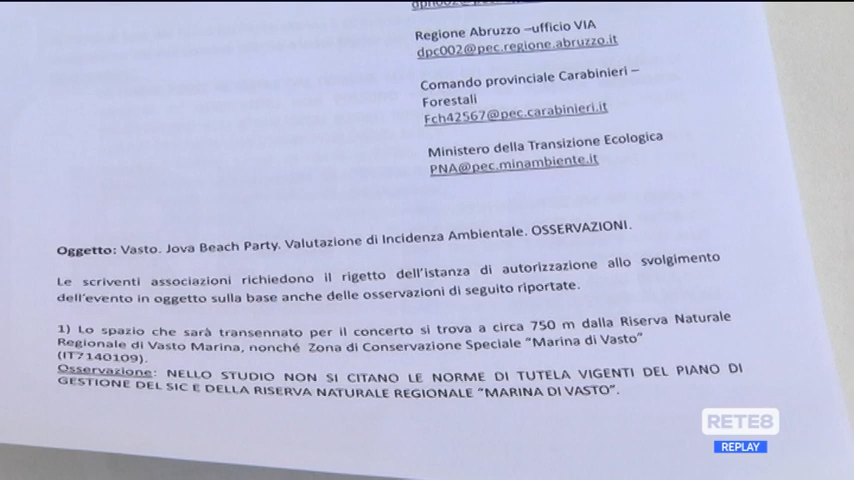 Regione Abruzzo –ufficio VIA
dpc002@pec.regione.abruzzo.it
Comando provinciale Carabinieri –
Forestali
Fch42567@pec.carabinieri.it
Ministero della Transizione Ecologica
PNA@pec.minambiente.it
Oggetto: Vasto. Jova Beach Party. Valutazione di Incidenza Ambientale. OSSERVAZIONI.
Le scriventi associazioni richiedono il rigetto dell'istanza di autorizzazione allo svolgimento
dell'evento in oggetto sulla base anche delle osservazioni di seguito riportate.
1) Lo spazio che sarà transennato per il concerto si trova a circa 750 m dalla Riserva Naturale
Regionale di Vasto Marina, nonché Zona di Conservazione Speciale "Marina di Vasto"
(IT7140109).
Osservazione: NELLO STUDIO NON SI CITANO LE NORME DI TUTELA VIGENTI DEL PIANO DI
GESTIONE DEL SIC E DELLA RISERVA NATURALE REGIONALE "MARINA DI VASTO".
RETE8
REPLAY